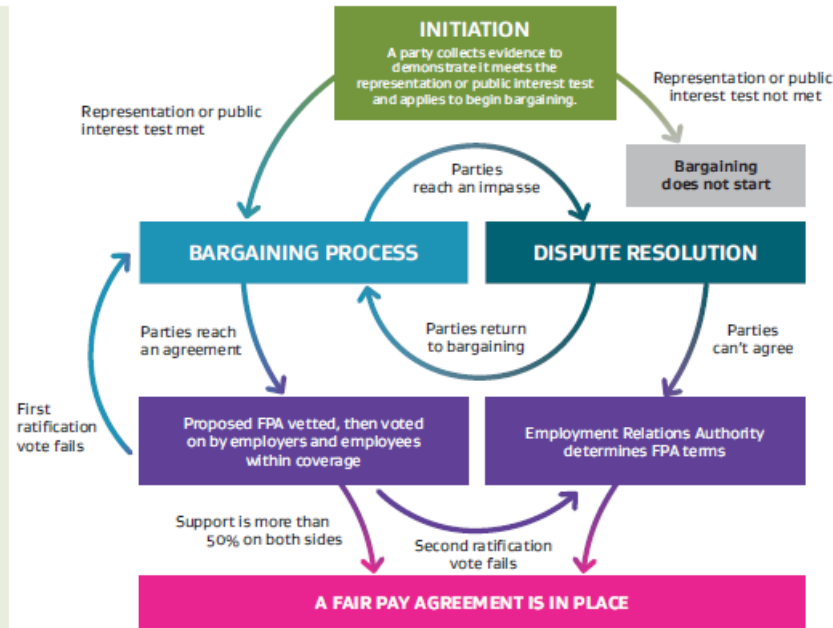 INITIATION
A party collects evidence to
demonstrate it meets the
representation or public interest test
and applies to begin bargaining.
Representation or public
interest test met
Representation or public
interest test not met
Bargaining
does not start
Parties
reach an impasse
BARGAINING PROCESS
DISPUTE RESOLUTION
Parties reach
an agreement
Parties return
to bargaining
Parties
can't agree
First
ratification
vote fails
Proposed FPA vetted, then voted
on by employers and employees
within coverage
Employment Relations Authority
determines FPA terms
Support is more than
50% on both sides
Second ratification
vote fails
A FAIR PAY AGREEMENT IS IN PLACE